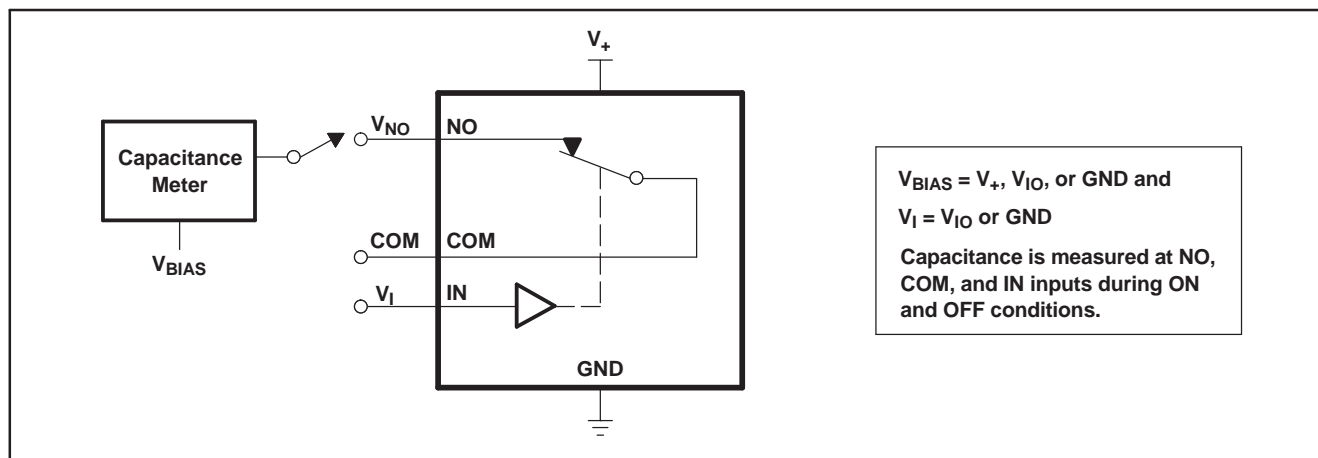 V+
VNO
NO
Capacitance
Meter
VBIAS
COM
COM
VI
IN
GND
VBIAS = V+, VIO, or GND and
VI = VIO or GND
Capacitance is measured at NO,
COM, and IN inputs during ON
and OFF conditions.